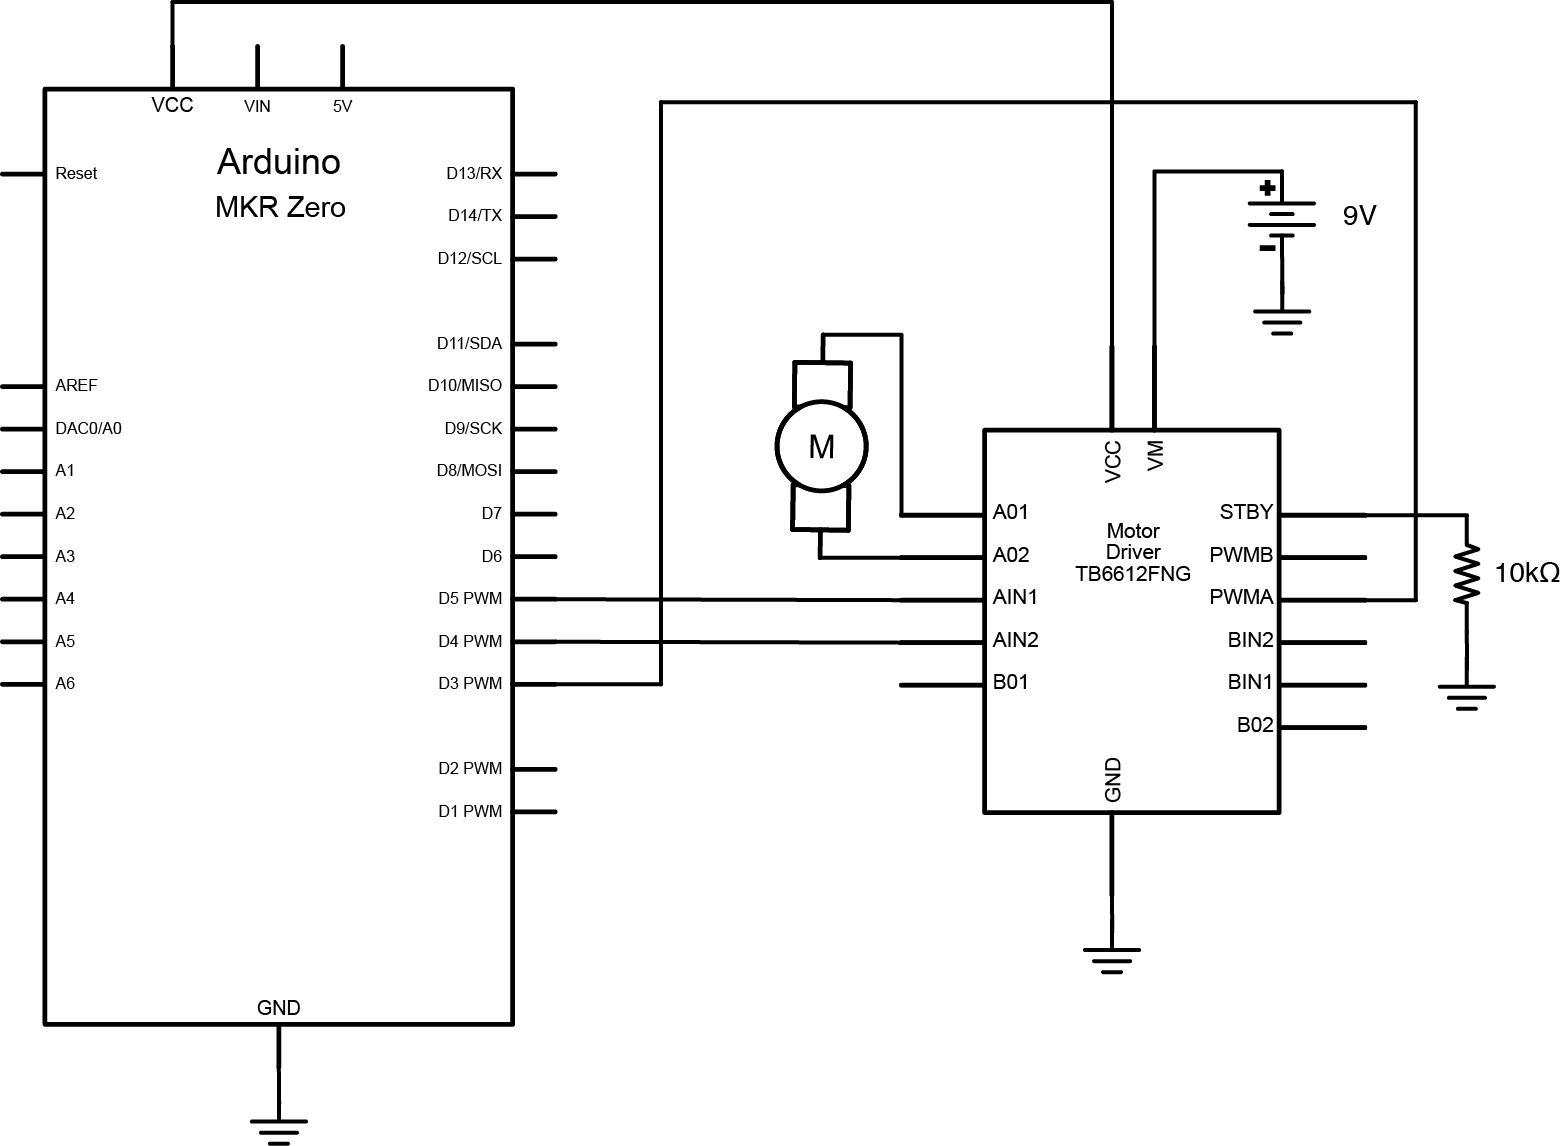 VCC
VIN
5V
Arduino
MKR Zero
Reset
AREF
DAC0/A0
A1
A2
A3
A4
A5
A6
D13/RX
D14/TX
D12/SCL
D11/SDA
D10/MISO
D9/SCK
D8/MOSI
D7
D6
D5 PWM
D4 PWM
D3 PWM
D2 PWM
D1 PWM
GND
M
+
9V
-
VCC
VM
Motor
Driver
TB6612FNG
A01
A02
AIN1
AIN2
B01
STBY
PWMB
PWMA
BIN2
BIN1
B02
GND
10kΩ